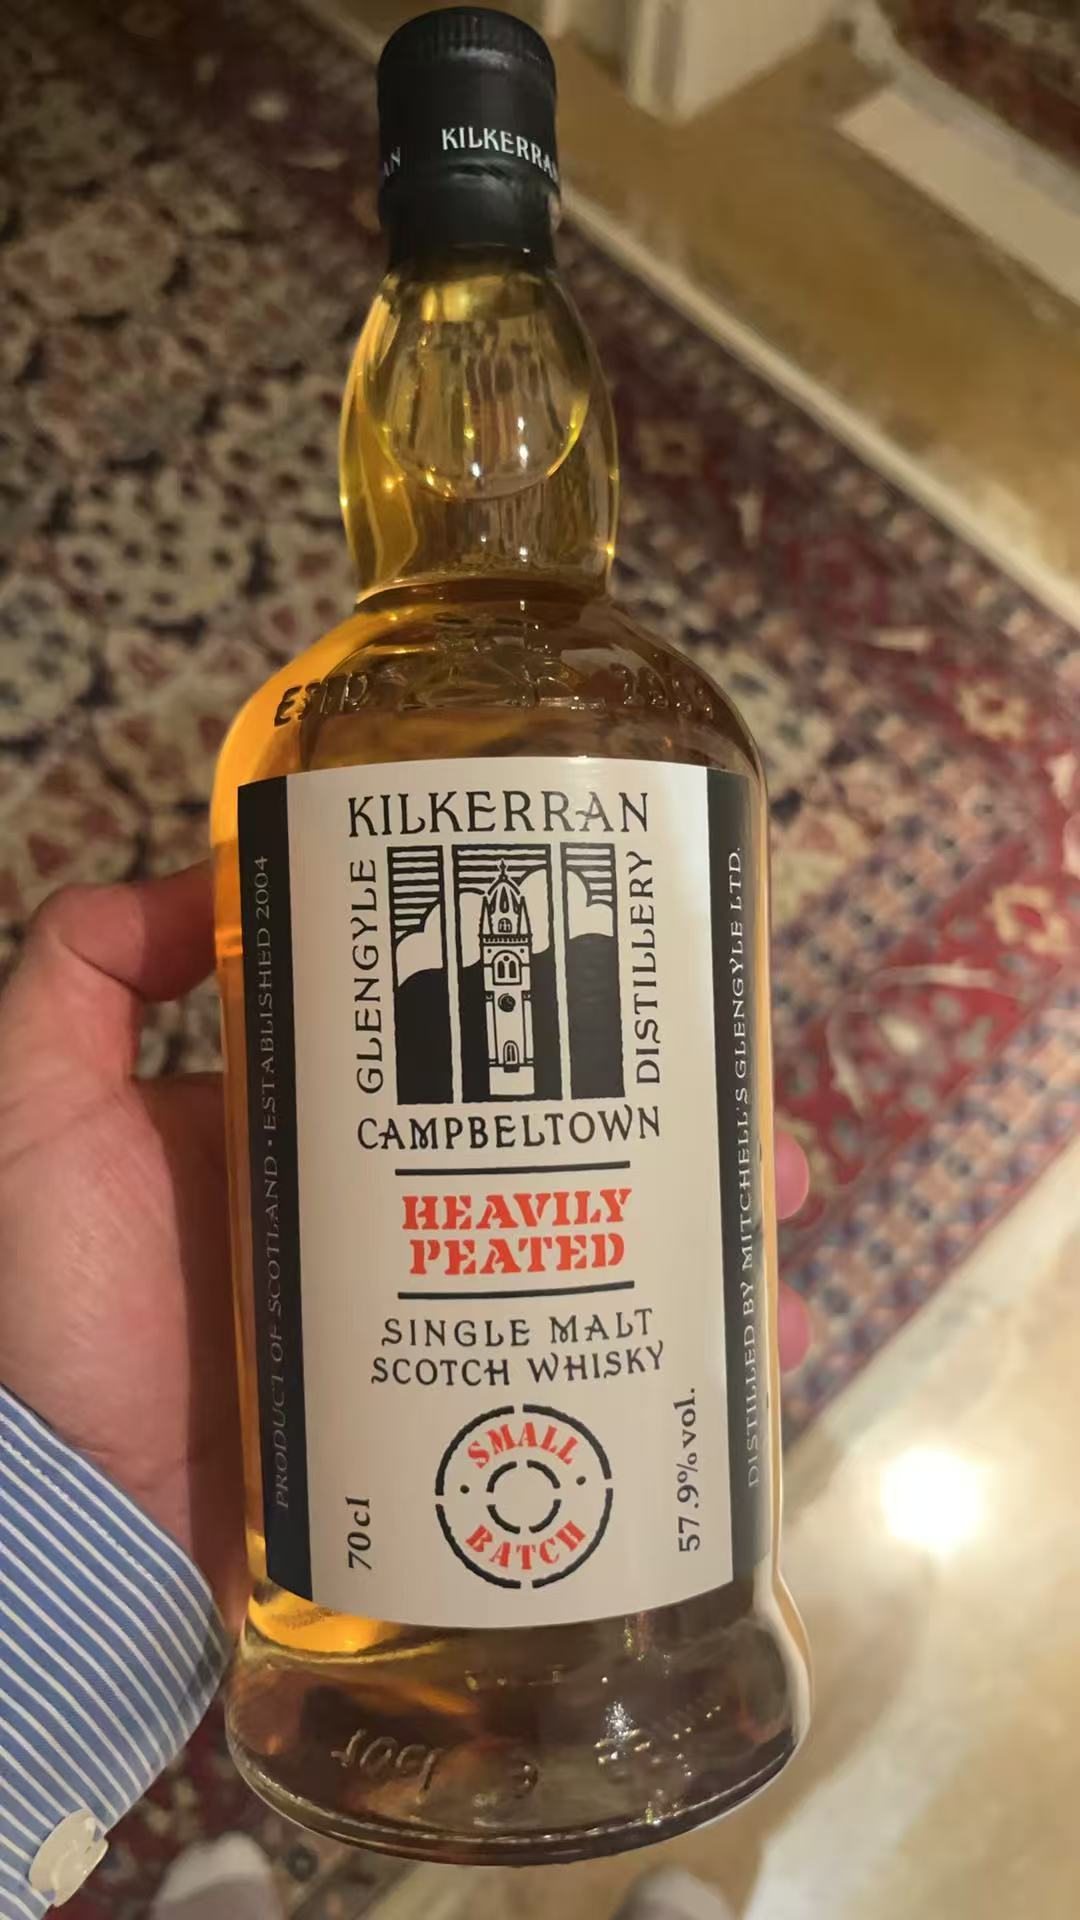 KILKERRAN
ESTD
KILKERRAN
GLENGYLE
DISTILLERY
CAMPBELTOWN
HEAVILY
PEATED
SINGLE MALT
SCOTCH WHISKY
SMALL
BATCH
70cl
57.9%vol.
PRODUCT OF SCOTLAND • ESTABLISHED 2004
DISTILLED BY MITCHELL'S GLENGYLE LTD.